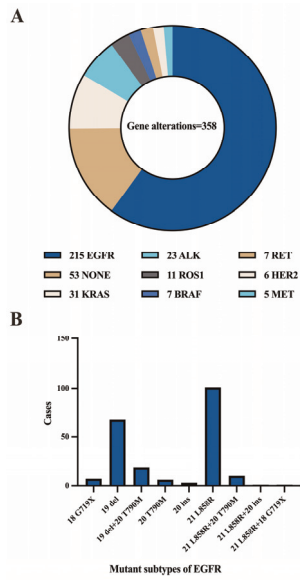 A
Gene alterations=358
215 EGFR
23 ALK
7 RET
53 NONE
11 ROS1
6 HER2
31 KRAS
7 BRAF
5 MET
B
150
100
50
0
Cases
18 G719X
19 del
19 del+20 T790M
20 T790M
20 ins
21 L858R
21 L858R+20 T790M
21 L858R+20 ins
21 L858R+18 G719X
Mutant subtypes of EGFR